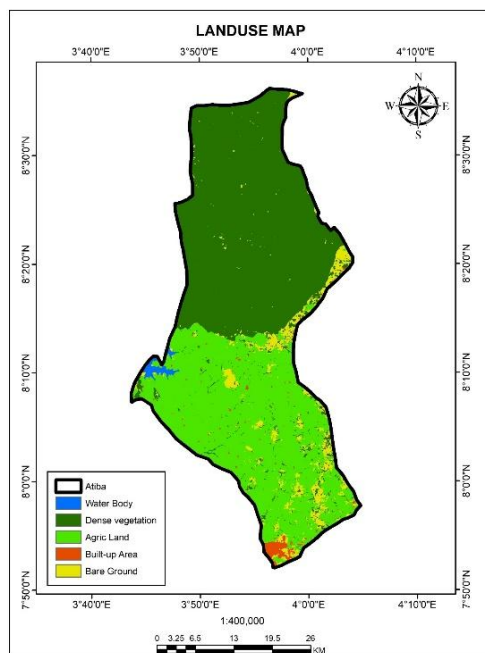 LANDUSE MAP
3°40'0"E 3°50'0"E 4°0'0"E 4°10'0"E
N
W E
S
8°30'0"N 8°30'0"N
8°20'0"N 8°20'0"N
8°10'0"N 8°10'0"N
8°0'0"N 8°0'0"N
7°50'0"N 7°50'0"N
Atiba
Water Body
Dense vegetation
Agric Land
Built-up Area
Bare Ground
3°40'0"E 3°50'0"E 4°0'0"E 4°10'0"E
1:400,000
0 3.25 6.5 13 19.5 26
KM